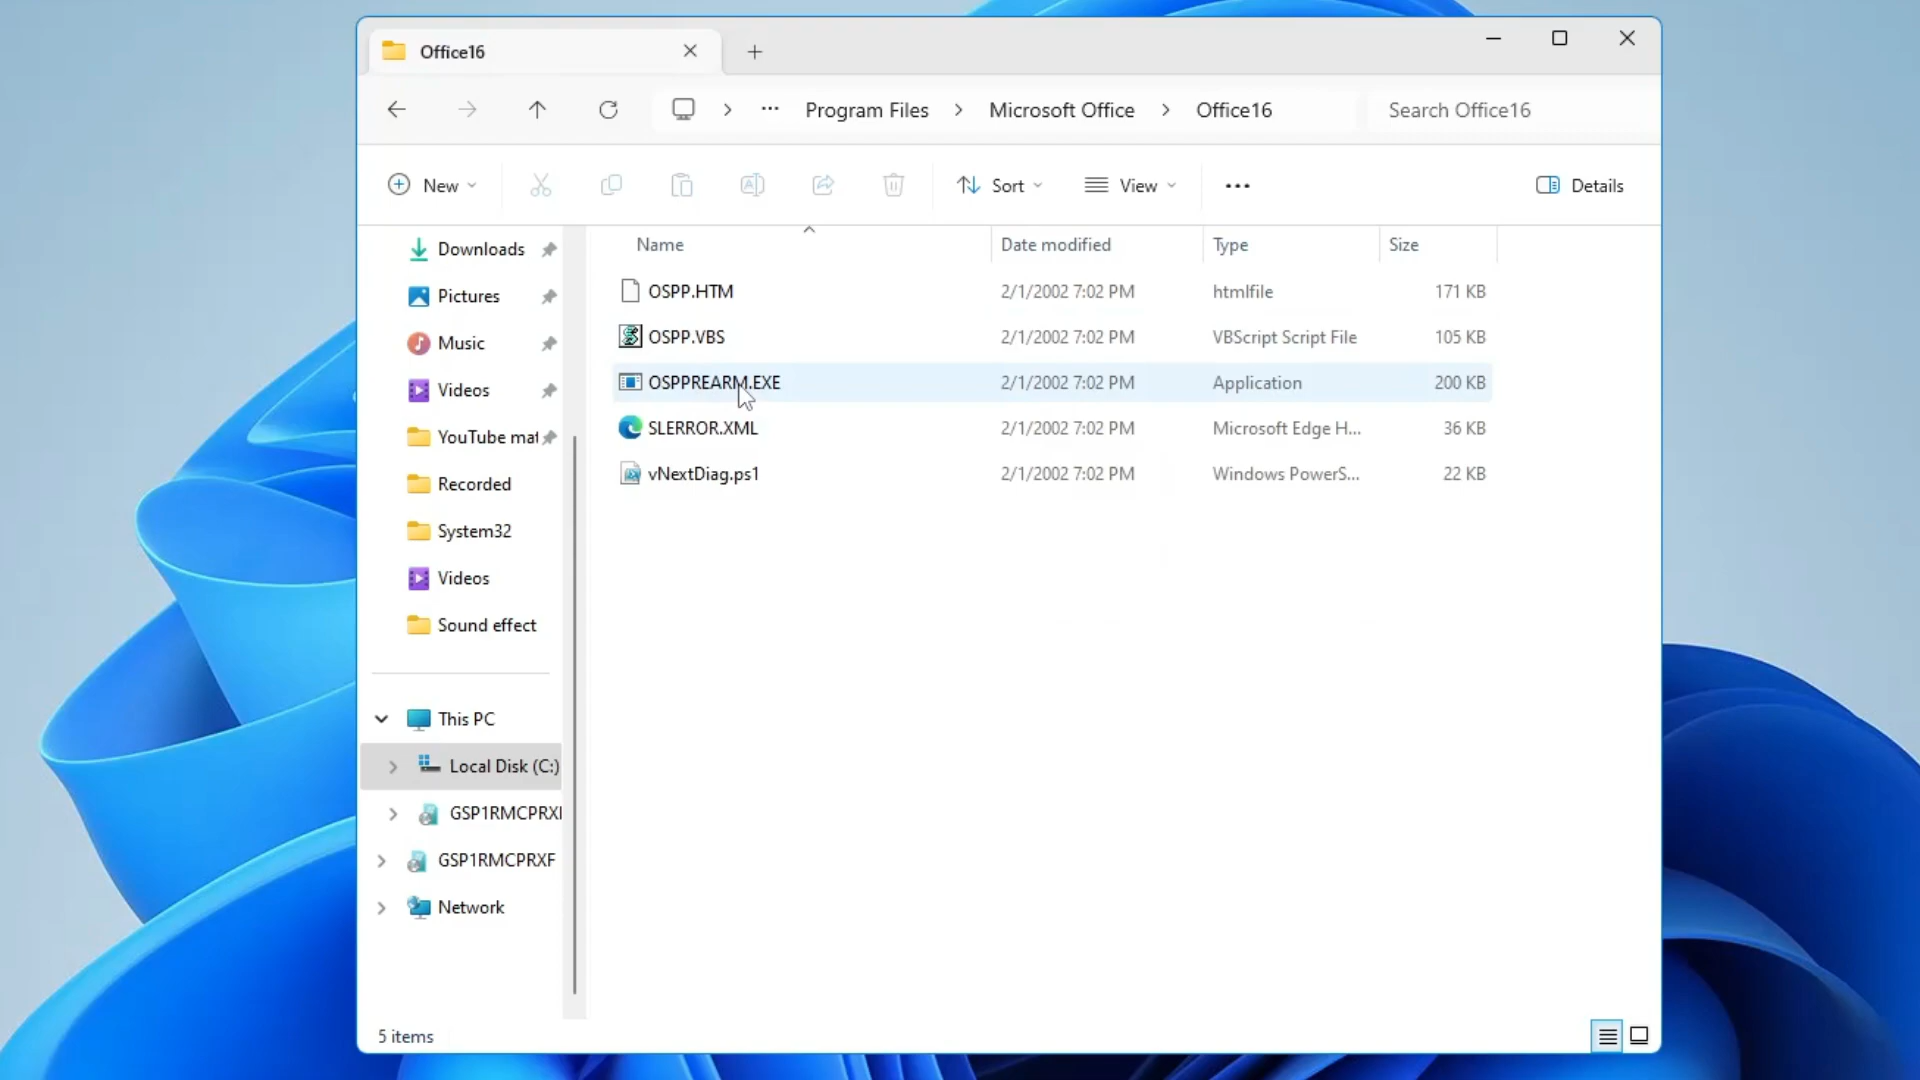 Office16
Program Files Microsoft Office Office16 Search Office16
New Sort View Details
Downloads
Pictures
Music
Videos
YouTube mat
Recorded
System32
Videos
Sound effect
This PC
Local Disk (C:)
GSP1RMCPRXI
GSP1RMCPRXF
Network
Name Date modified Type Size
OSPP.HTM 2/1/2002 7:02 PM htmlfile 171 KB
OSPP.VBS 2/1/2002 7:02 PM VBScript Script File 105 KB
OSPPREARM.EXE 2/1/2002 7:02 PM Application 200 KB
SLERROR.XML 2/1/2002 7:02 PM Microsoft Edge H... 36 KB
vNextDiag.ps1 2/1/2002 7:02 PM Windows PowerS... 22 KB
5 items